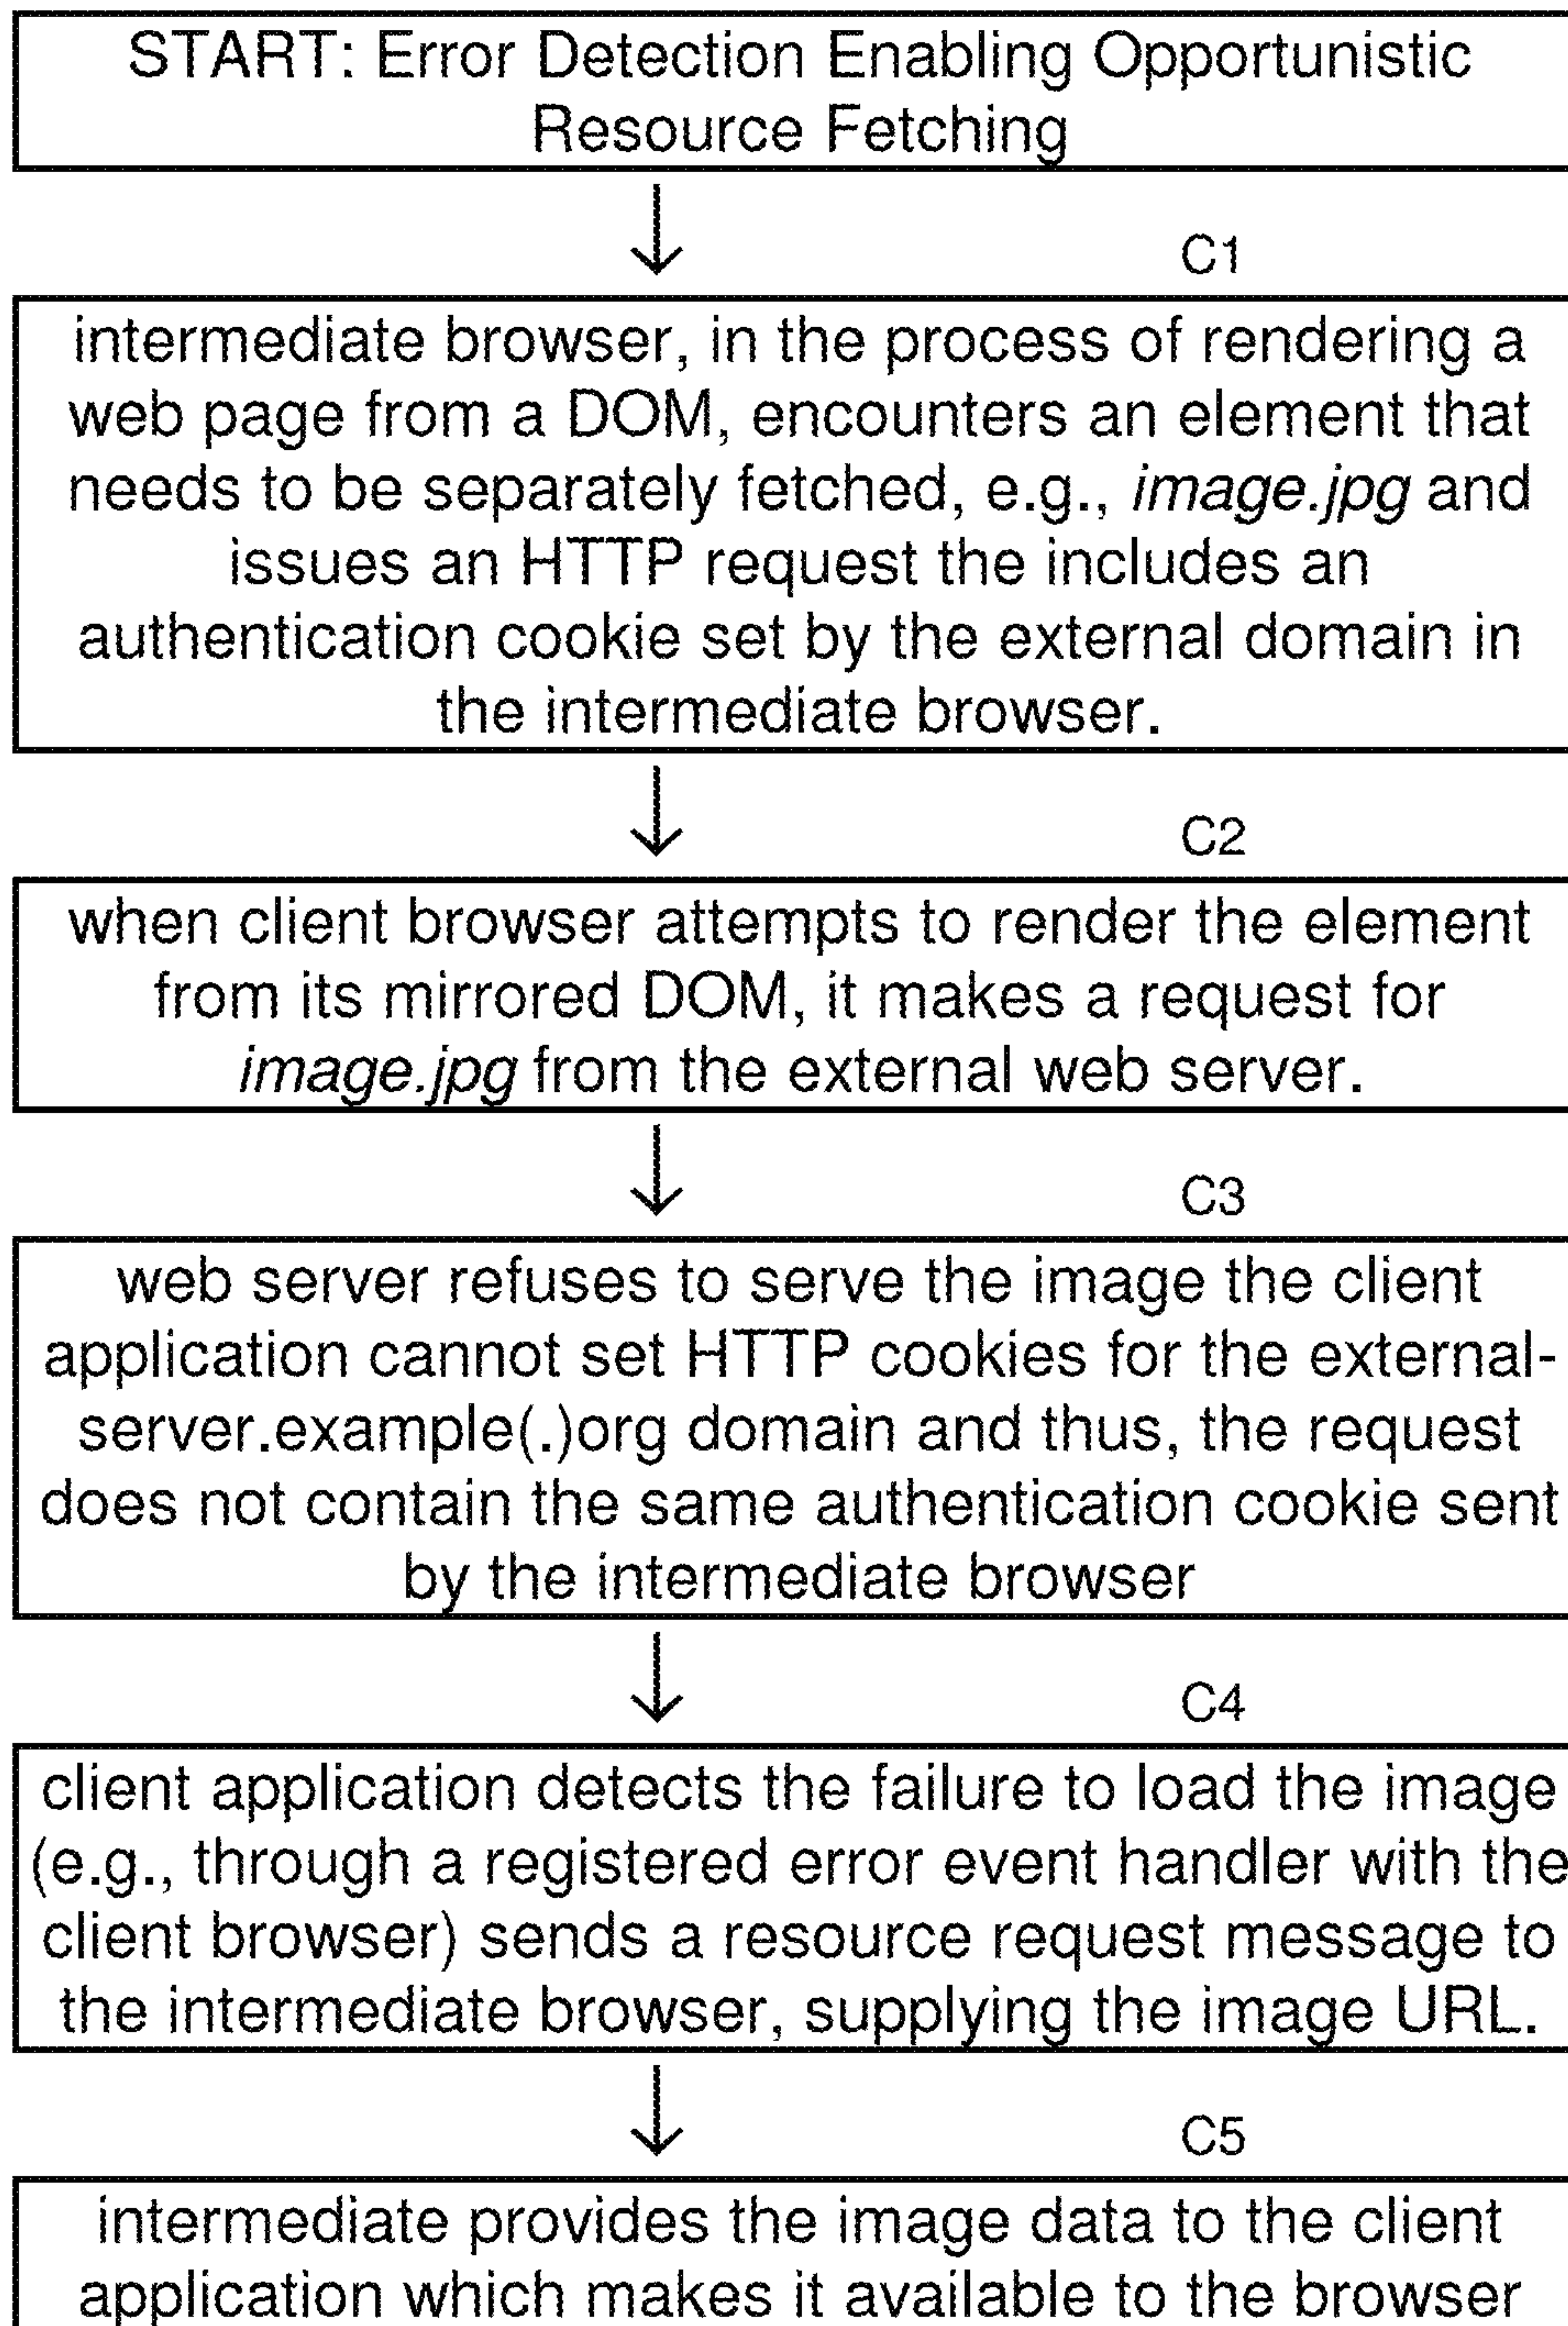 START: Error Detection Enabling Opportunistic
Resource Fetching
C1
intermediate browser, in the process of rendering a
web page from a DOM, encounters an element that
needs to be separately fetched, e.g., image.jpg and
issues an HTTP request the includes an
authentication cookie set by the external domain in
the intermediate browser.
C2
when client browser attempts to render the element
from its mirrored DOM, it makes a request for
image.jpg from the external web server.
C3
web server refuses to serve the image the client
application cannot set HTTP cookies for the external-
server.example(.)org domain and thus, the request
does not contain the same authentication cookie sent
by the intermediate browser
C4
client application detects the failure to load the image
(e.g., through a registered error event handler with the
client browser) sends a resource request message to
the intermediate browser, supplying the image URL.
C5
intermediate provides the image data to the client
application which makes it available to the browser